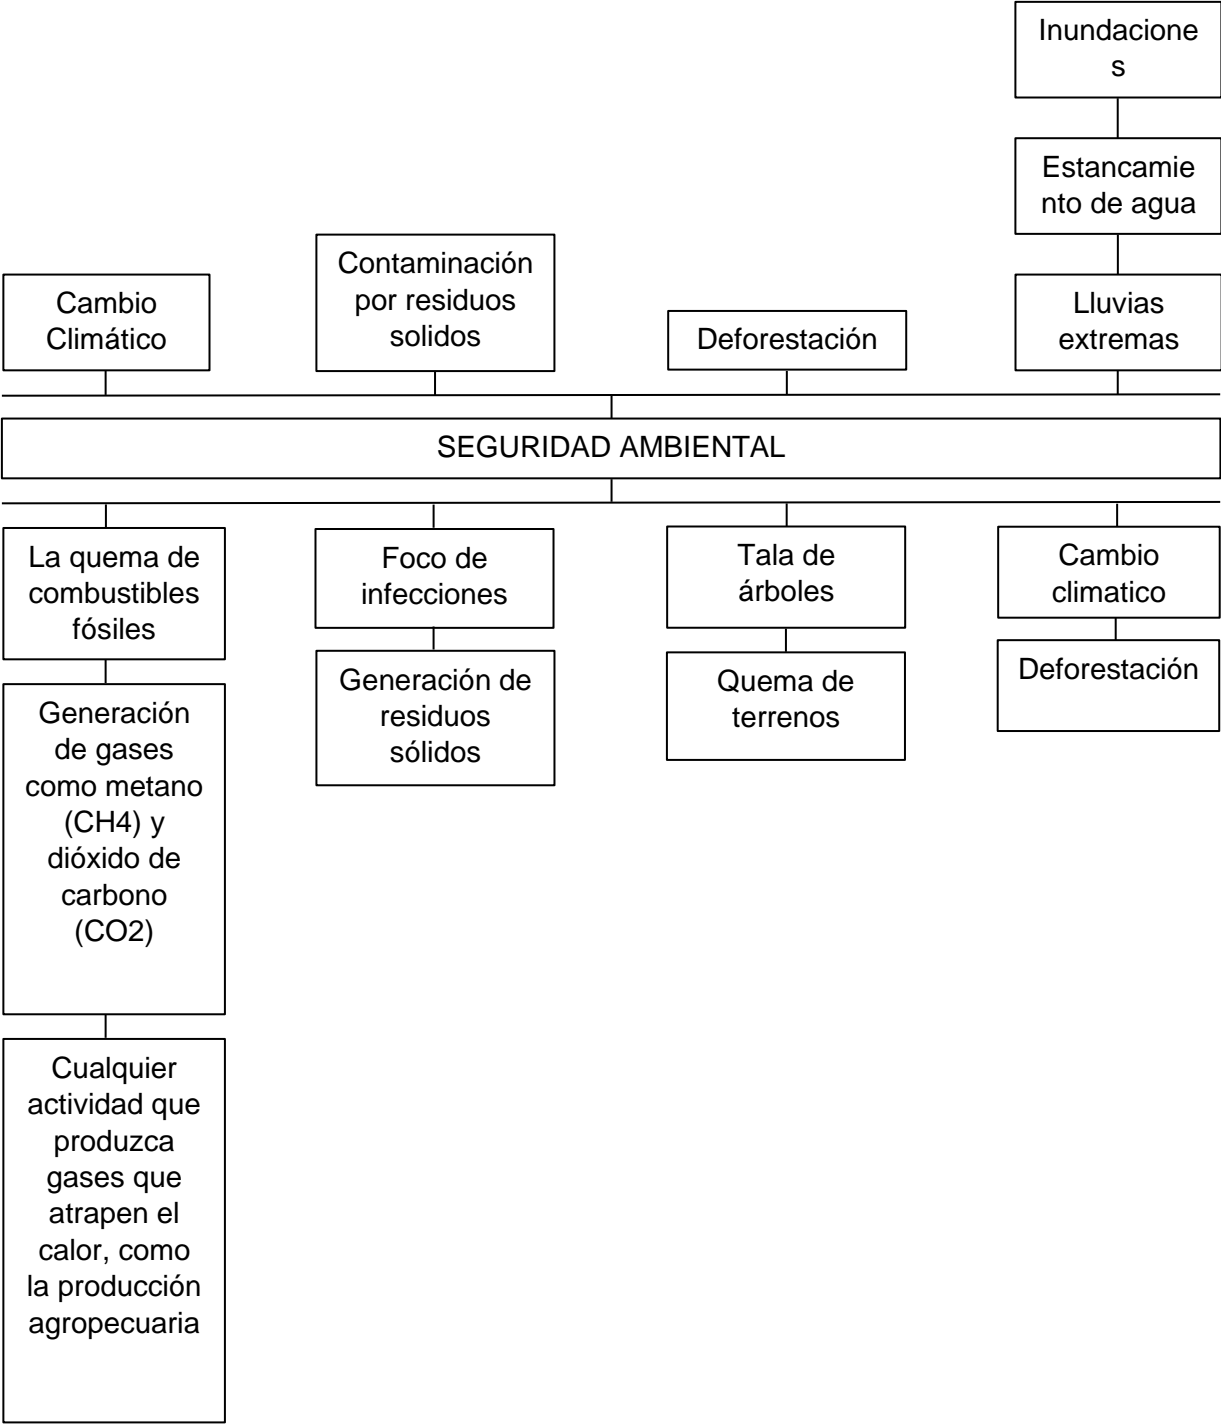 Inundacione
s
Estancamie
nto de agua
Cambio
Climático
Contaminación
por residuos
solidos
Deforestación
Lluvias
extremas
SEGURIDAD AMBIENTAL
La quema de
combustibles
fósiles
Foco de
infecciones
Tala de
árboles
Cambio
climatico
Generación
de gases
como metano
(CH4) y
dióxido de
carbono
(CO2)
Generación de
residuos
sólidos
Quema de
terrenos
Deforestación
Cualquier
actividad que
produzca
gases que
atrapen el
calor, como
la producción
agropecuaria